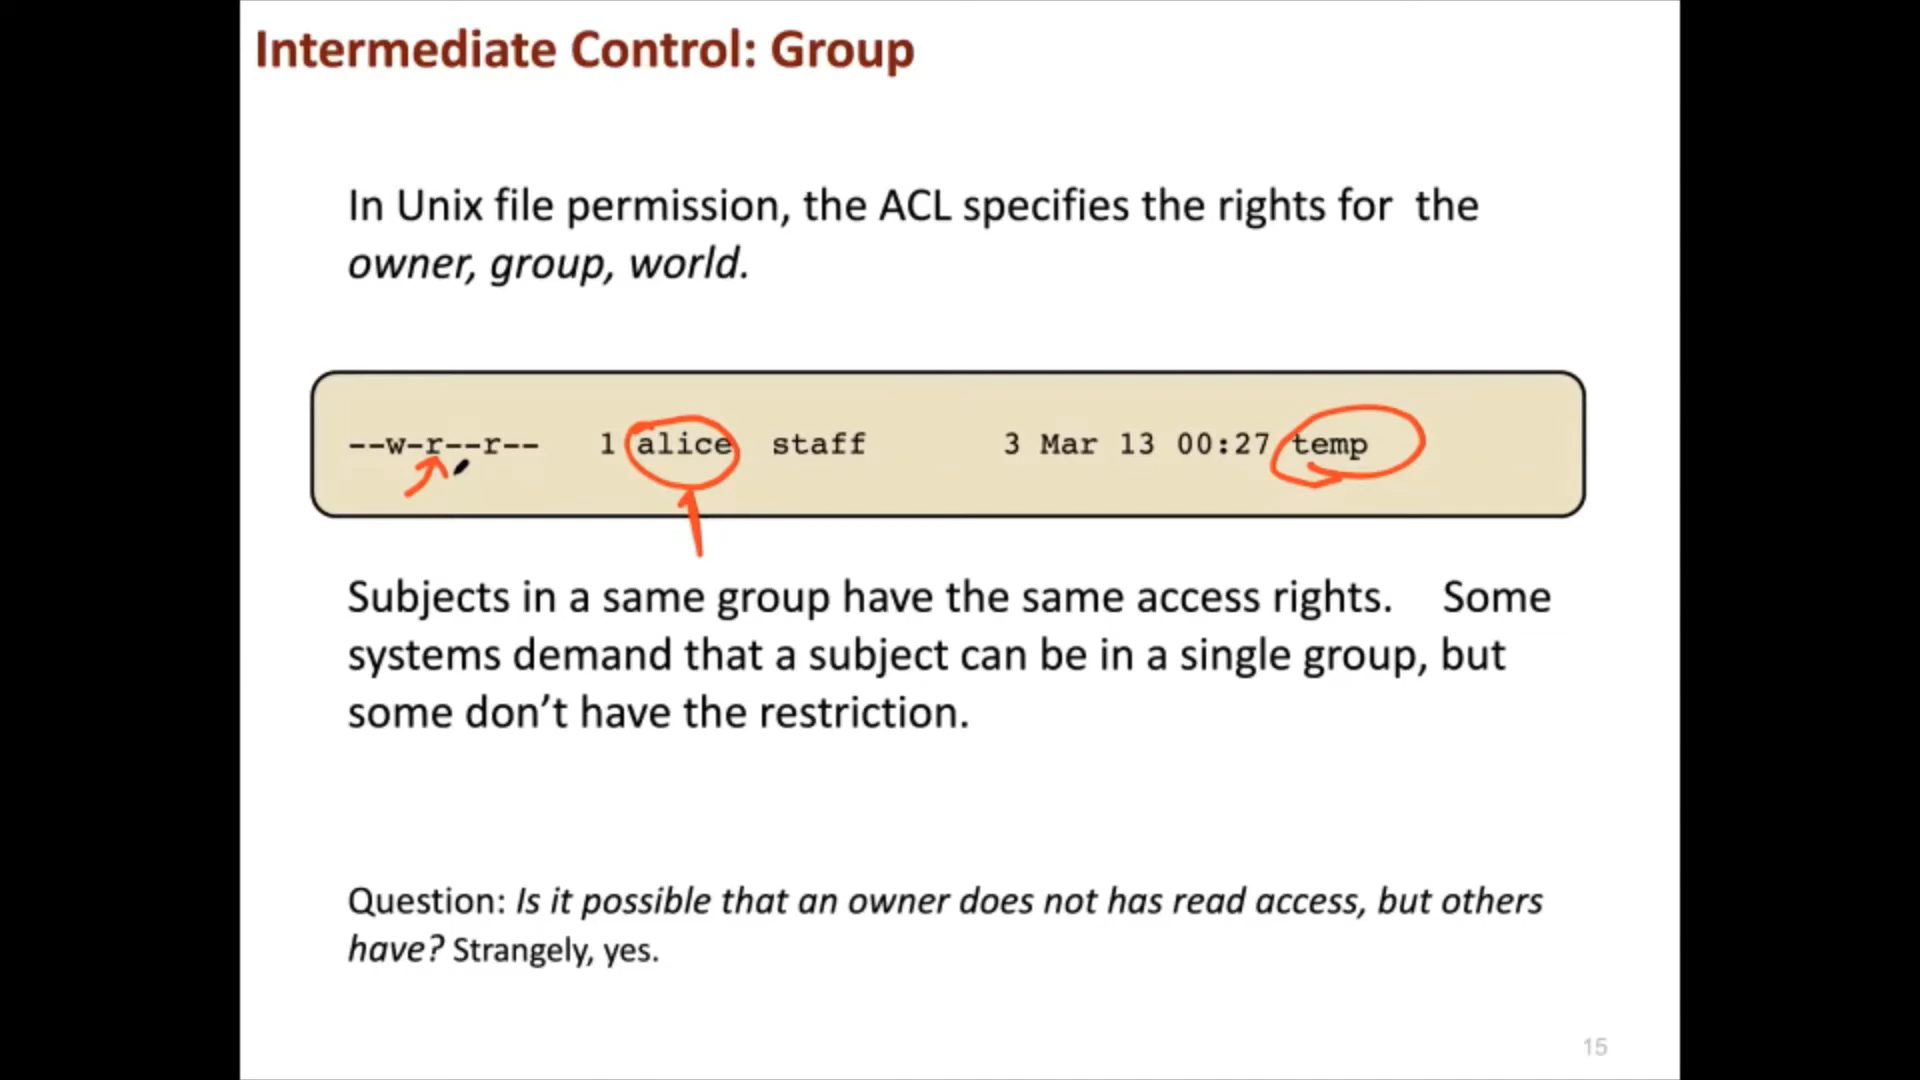 Intermediate Control: Group
In Unix file permission, the ACL specifies the rights for the
owner, group, world.
--w-r--r-- 1 alice staff 3 Mar 13 00:27 temp
Subjects in a same group have the same access rights. Some
systems demand that a subject can be in a single group, but
some don’t have the restriction.
Question: Is it possible that an owner does not has read access, but others
have? Strangely, yes.
15